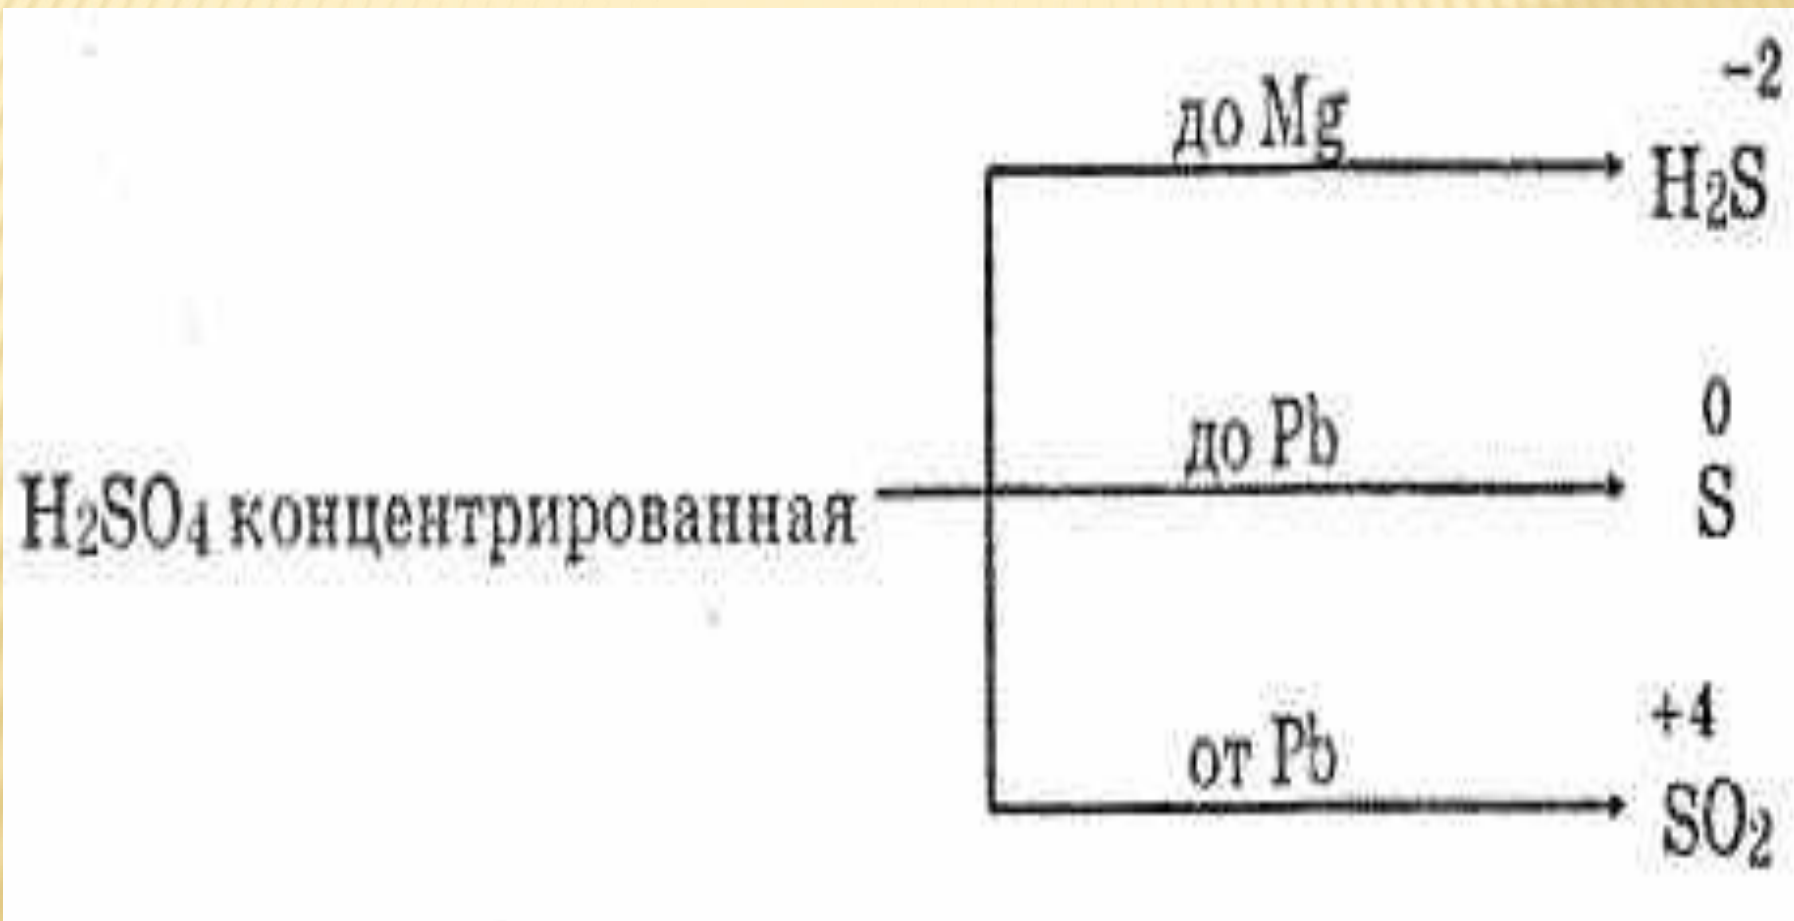 -2
до Mg
H₂S
0
до Pb
H₂SO₄ концентрированная
S
+4
от Pb
SO₂